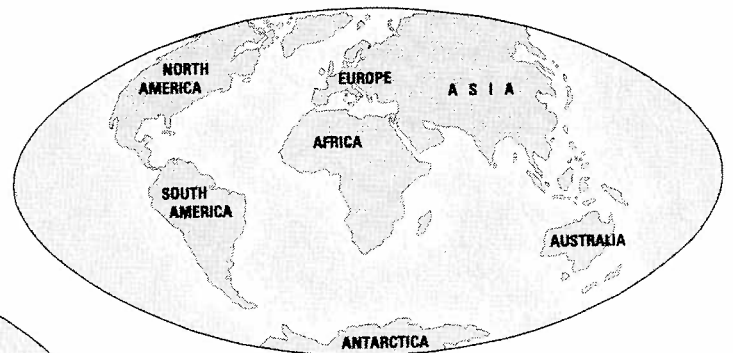 NORTH
AMERICA
EUROPE
A S I A
AFRICA
SOUTH
AMERICA
AUSTRALIA
ANTARCTICA